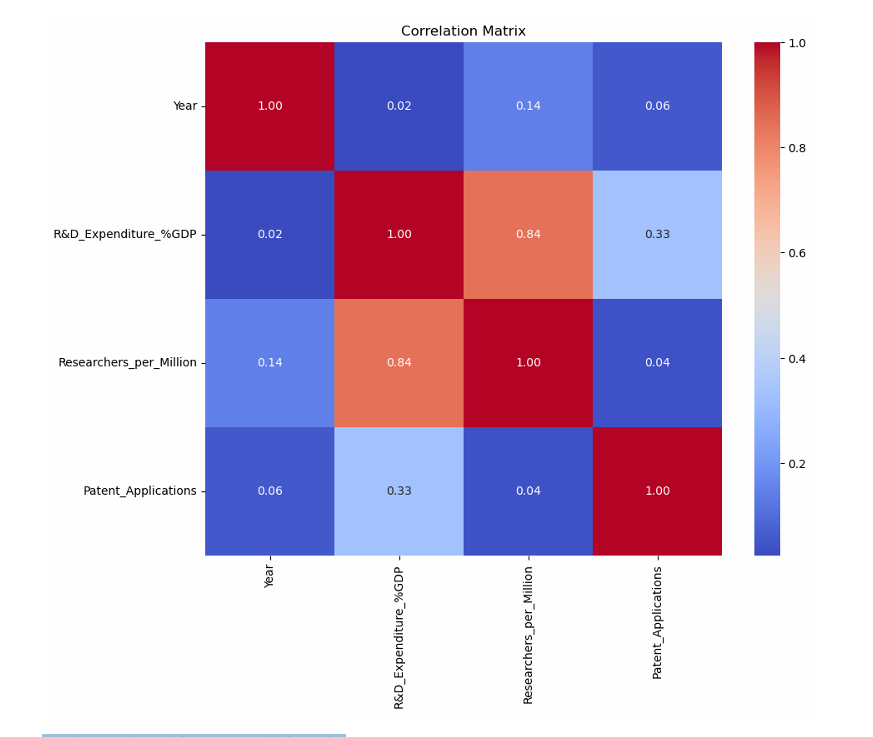 Correlation Matrix
1.0
Year
1.00
0.02
0.14
0.06
0.8
R&D_Expenditure_%GDP
0.02
1.00
0.84
0.33
0.6
Researchers_per_Million
0.14
0.84
1.00
0.04
0.4
Patent_Applications
0.06
0.33
0.04
1.00
0.2
Year
R&D_Expenditure_%GDP
Researchers_per_Million
Patent_Applications